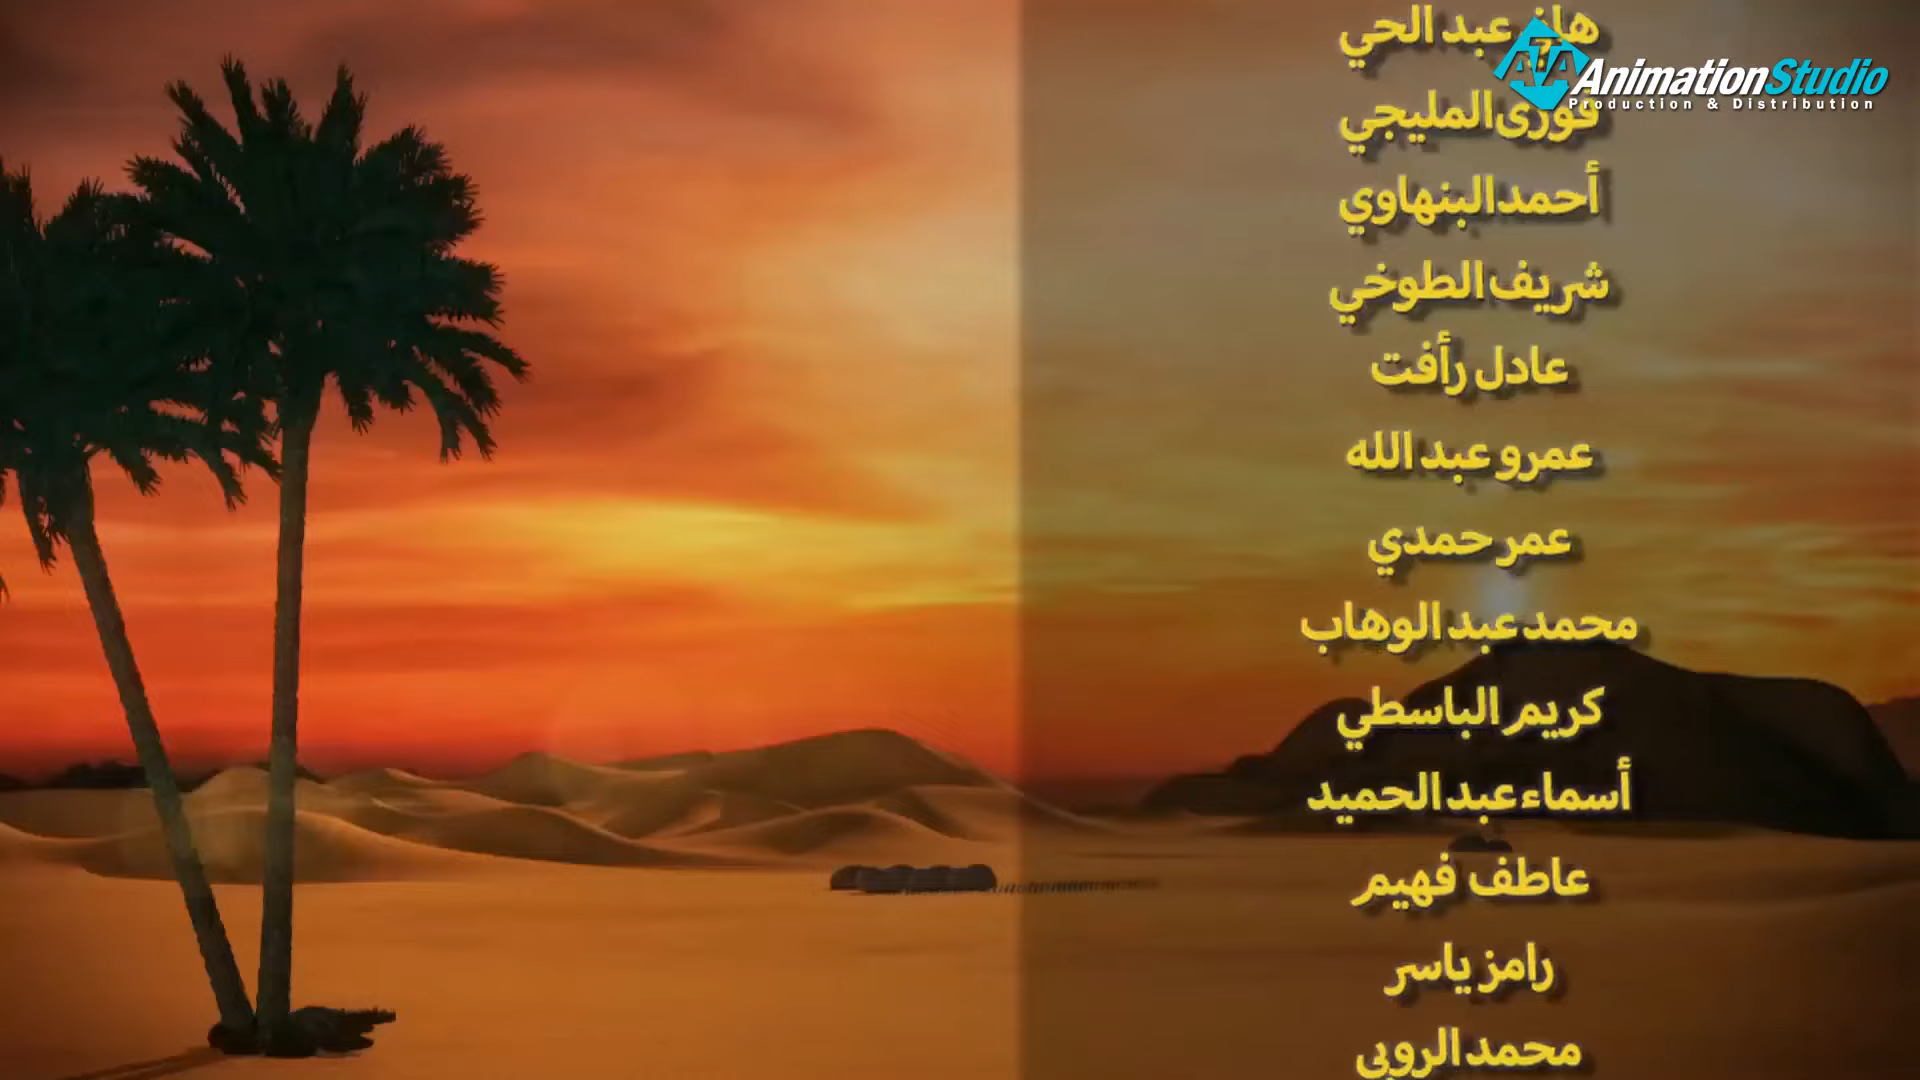 هاني عبد الحي
AnimationStudio
Production & Distribution
فوزى المليجي
أحمد البنهاوي
شريف الطوخي
عادل رأفت
عمرو عبد الله
عمر حمدي
محمد عبد الوهاب
كريم الباسطي
أسماء عبد الحميد
عاطف فهيم
رامز ياسر
محمد الروبي